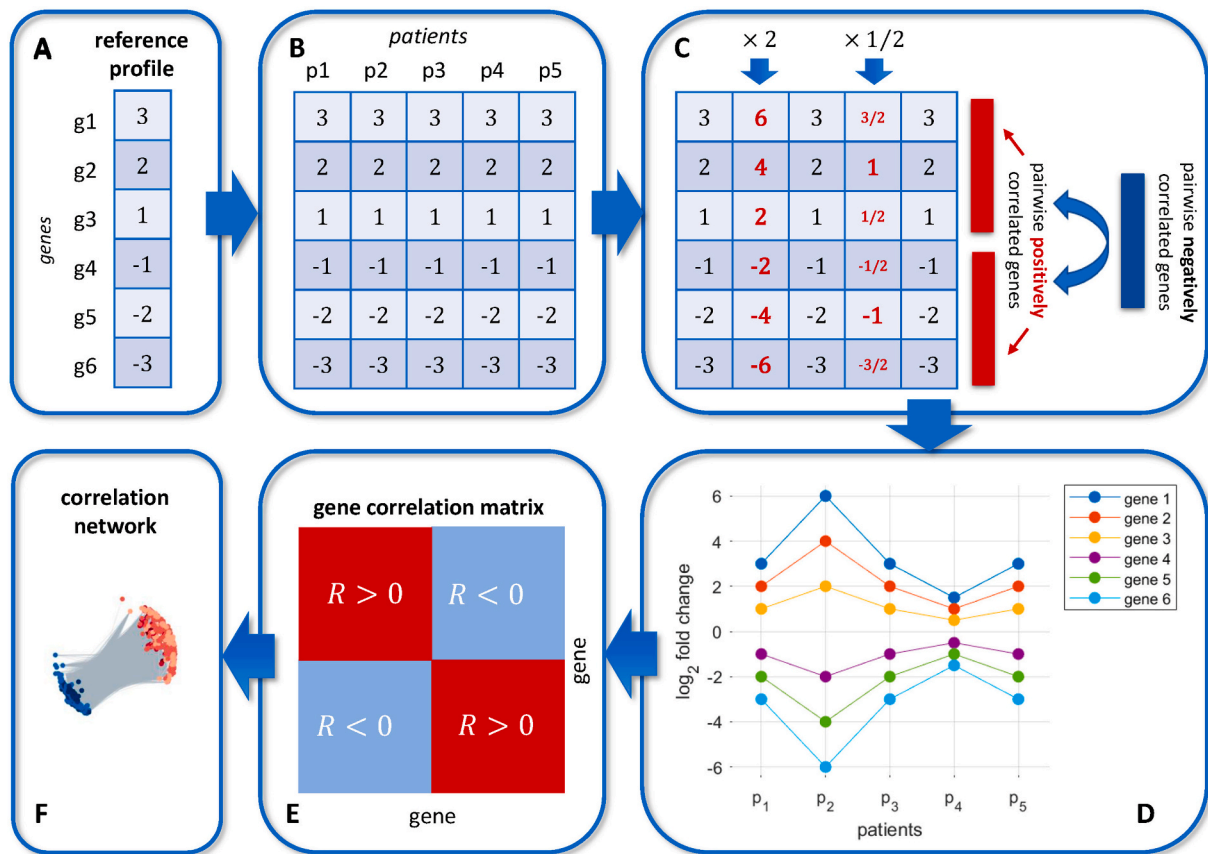 A
reference
profile
genes
g1 3
g2 2
g3 1
g4 -1
g5 -2
g6 -3
B
patients
p1 p2 p3 p4 p5
3 3 3 3 3
2 2 2 2 2
1 1 1 1 1
-1 -1 -1 -1 -1
-2 -2 -2 -2 -2
-3 -3 -3 -3 -3
C
× 2 × 1/2
3 6 3 3/2 3
2 4 2 1 2
1 2 1 1/2 1
-1 -2 -1 -1/2 -1
-2 -4 -2 -1 -2
-3 -6 -3 -3/2 -3
pairwise positively
correlated genes
pairwise negatively
correlated genes
D
log2 fold change
6
4
2
0
-2
-4
-6
p1 p2 p3 p4 p5
patients
gene 1
gene 2
gene 3
gene 4
gene 5
gene 6
gene correlation matrix
R > 0 R < 0
R < 0 R > 0
gene
gene
E
correlation
network
F